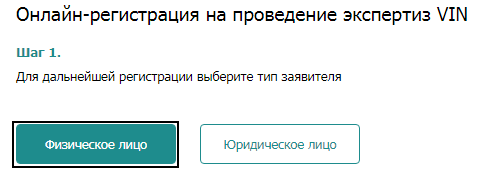 Онлайн-регистрация на проведение экспертиз VIN
Шаг 1.
Для дальнейшей регистрации выберите тип заявителя
Физическое лицо
Юридическое лицо